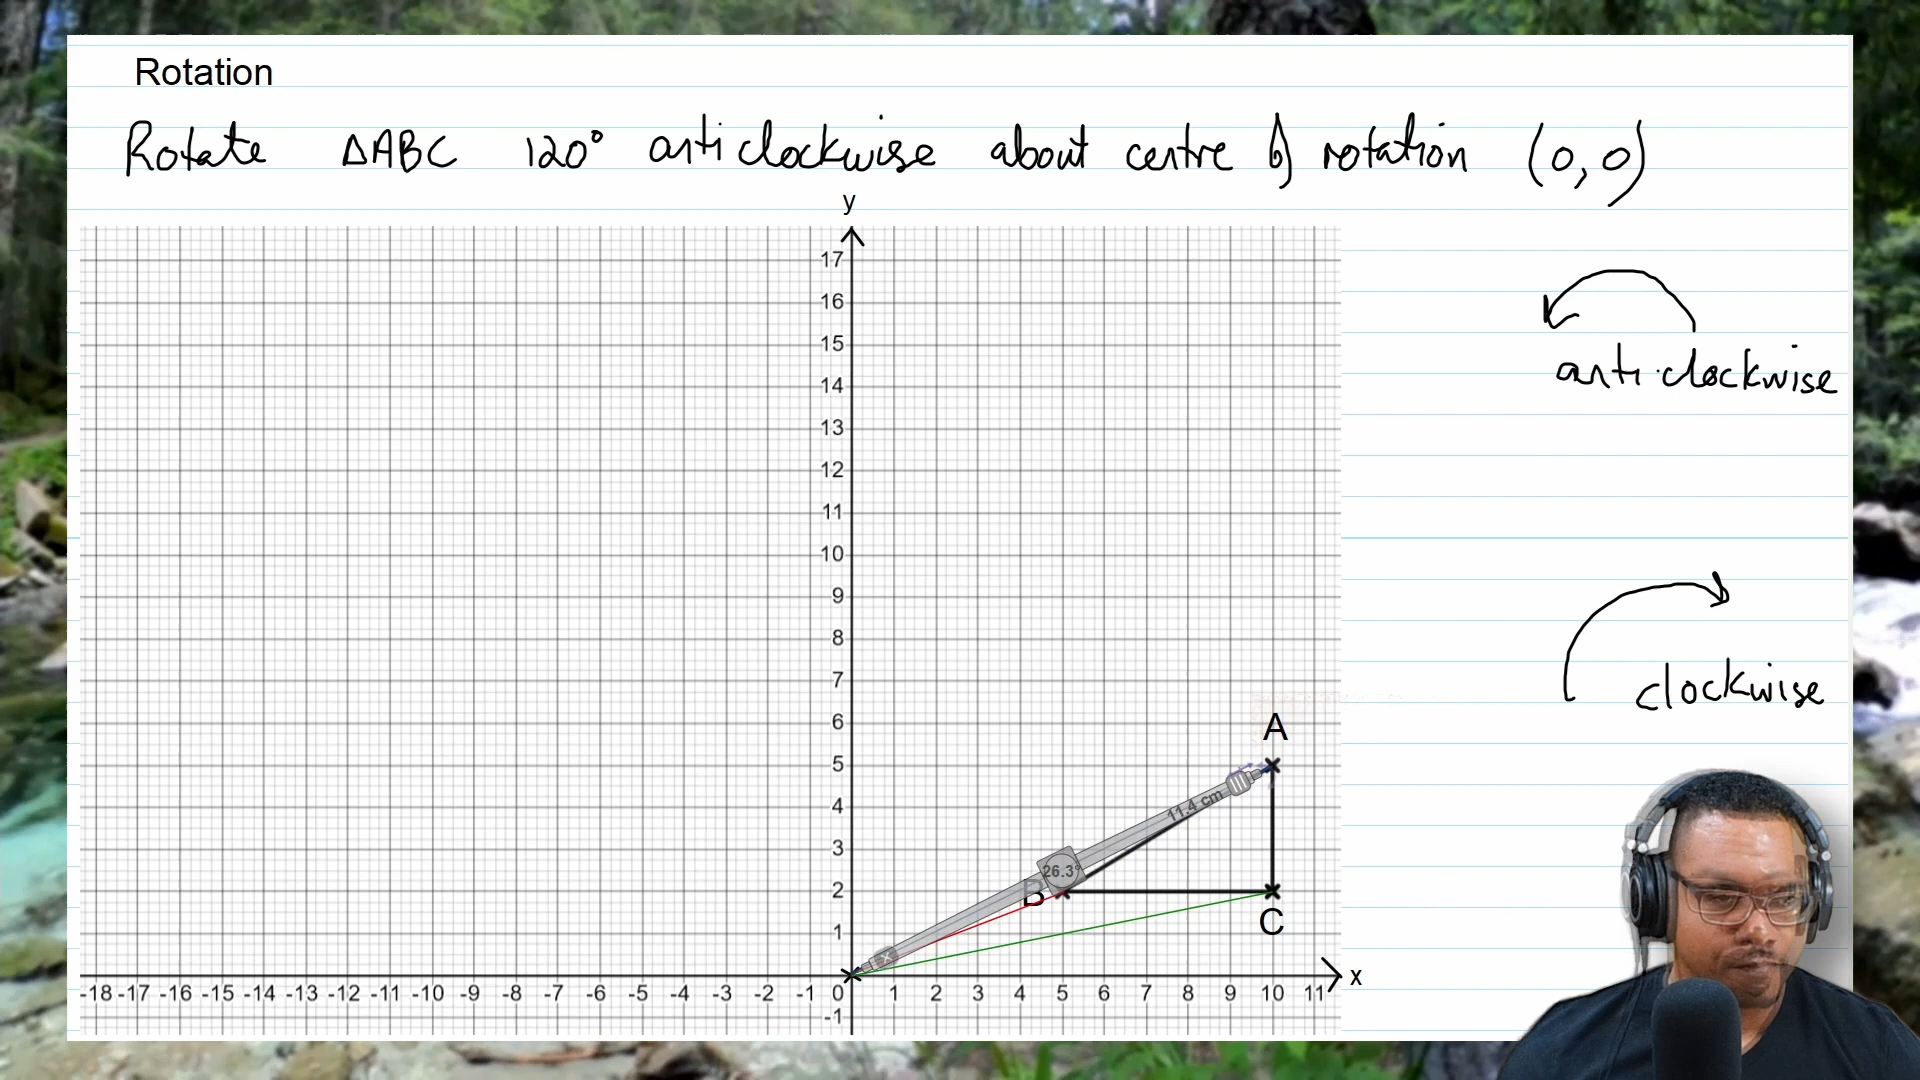 Rotation
Rotate ΔABC 120° anticlockwise about centre of rotation (0,0)
y
17
16
15
14
13
12
11
10
9
8
7
6
5
4
3
2
1
-1
anti-clockwise
clockwise
A
11.4 cm
26.3°
B
C
x
-18 -17 -16 -15 -14 -13 -12 -11 -10 -9 -8 -7 -6 -5 -4 -3 -2 -1 0 1 2 3 4 5 6 7 8 9 10 11